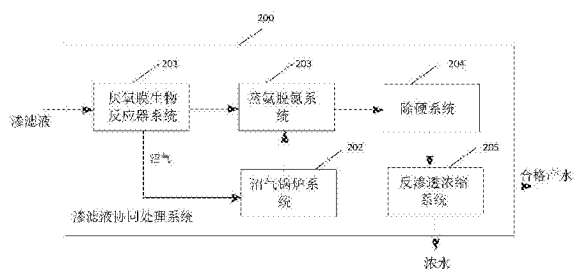 200
201
203
204
厌氧膜生物
反应器系统
蒸氨脱氮系
统
除硬系统
渗滤液
沼气
202
205
沼气锅炉系
统
反渗透浓缩
系统
合格产水
渗滤液协同处理系统
浓水